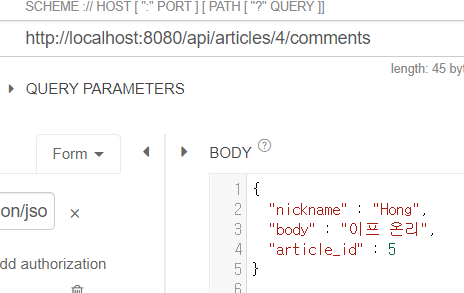 SCHEME :// HOST [ ":" PORT ] [ PATH [ "?" QUERY ]]
http://localhost:8080/api/articles/4/comments
length: 45 byt
QUERY PARAMETERS
Form
BODY ?
on/jso ×
dd authorization
1 {
2 "nickname" : "Hong",
3 "body" : "이프 온리",
4 "article_id" : 5
5 }
6